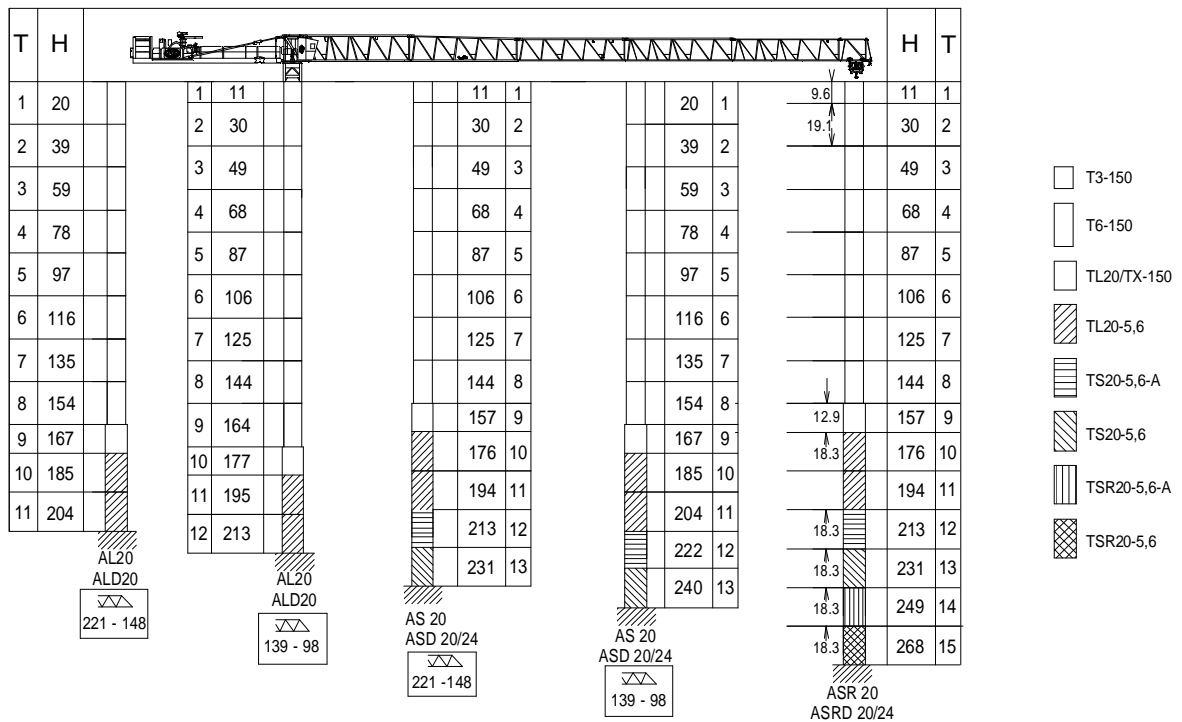 T H H T
1 20 1 11 11 1 20 1 9.6 11 1
2 39 2 30 30 2 39 2 19.1 30 2
3 59 3 49 49 3 59 3 49 3
4 78 4 68 68 4 78 4 68 4
5 97 5 87 87 5 97 5 87 5
6 116 6 106 106 6 116 6 106 6
7 135 7 125 125 7 135 7 125 7
8 154 8 144 144 8 154 8 144 8
9 167 9 164 157 9 167 9 12.9 157 9
10 185 10 177 176 10 185 10 18.3 176 10
11 204 11 195 194 11 204 11 194 11
12 213 213 12 222 12 18.3 213 12
231 13 240 13 18.3 231 13
18.3 249 14
18.3 268 15
AL20
ALD20
221 - 148
AL20
ALD20
139 - 98
AS 20
ASD 20/24
221 -148
AS 20
ASD 20/24
139 - 98
ASR 20
ASRD 20/24
T3-150
T6-150
TL20/TX-150
TL20-5,6
TS20-5,6-A
TS20-5,6
TSR20-5,6-A
TSR20-5,6